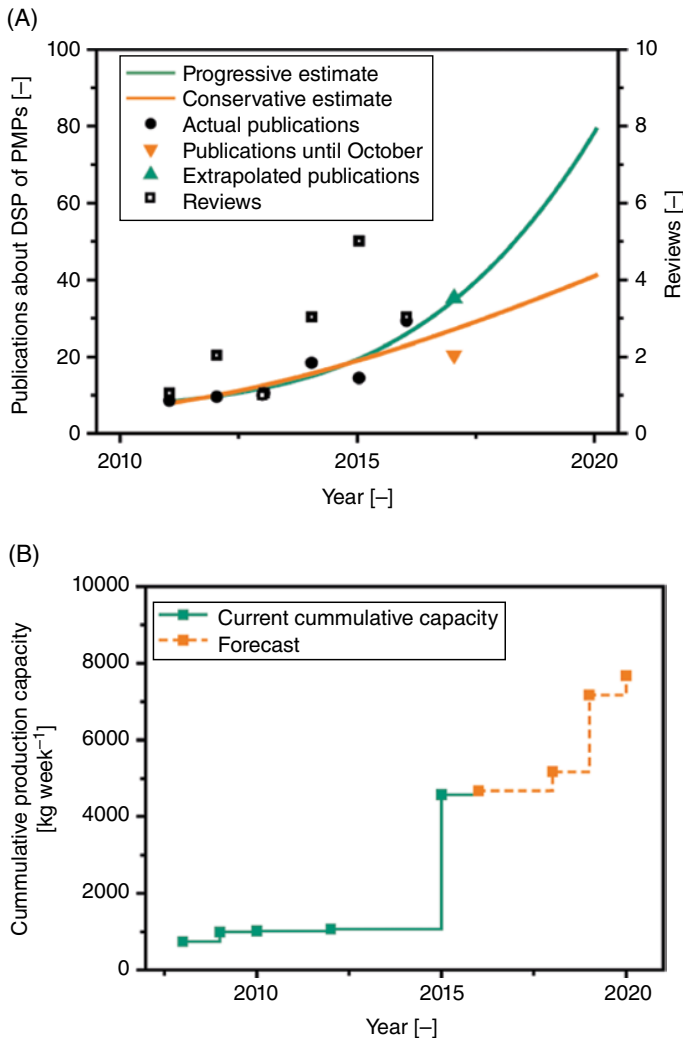 (A)
Publications about DSP of PMPs [–]
100
80
60
40
20
0
Progressive estimate
Conservative estimate
Actual publications
Publications until October
Extrapolated publications
Reviews
10
8
6
4
2
0
Reviews [–]
2010
2015
2020
Year [–]
(B)
Cummulative production capacity
[kg week⁻¹]
10000
8000
6000
4000
2000
0
Current cummulative capacity
Forecast
2010
2015
2020
Year [–]